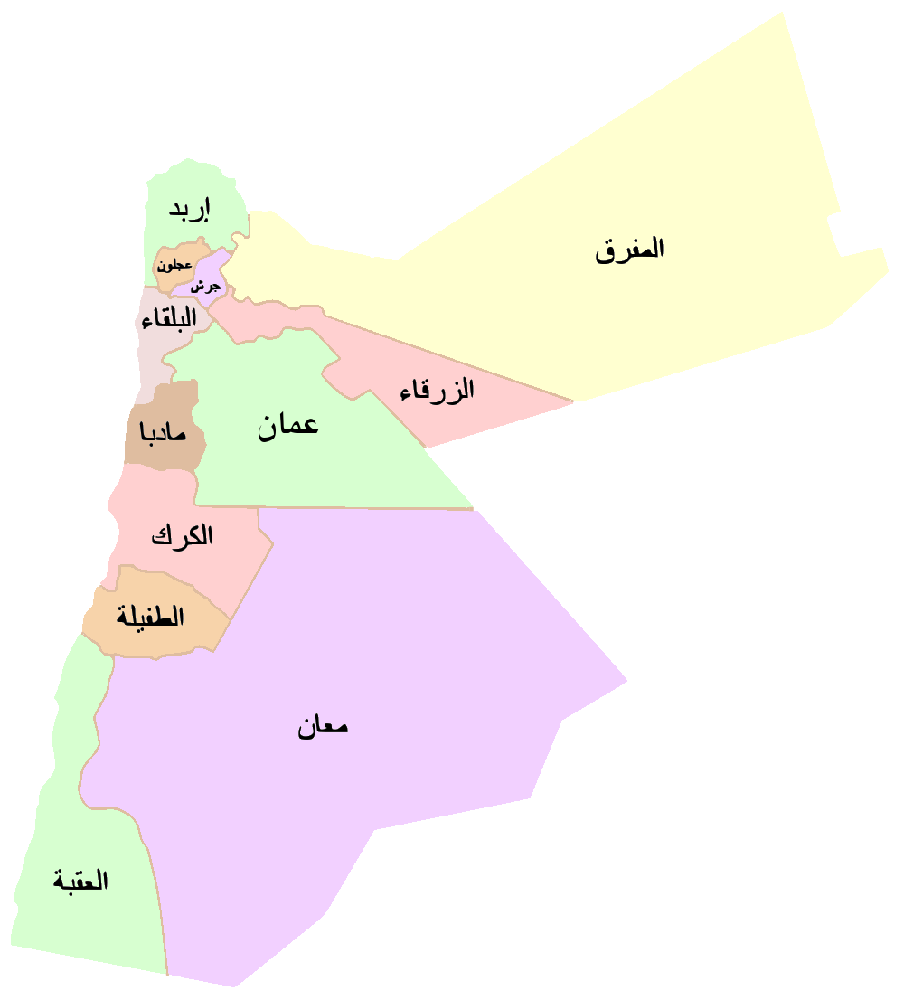 إربد
المفرق
عجلون
جرش
البلقاء
الزرقاء
عمان
مادبا
الكرك
الطفيلة
معان
العقبة